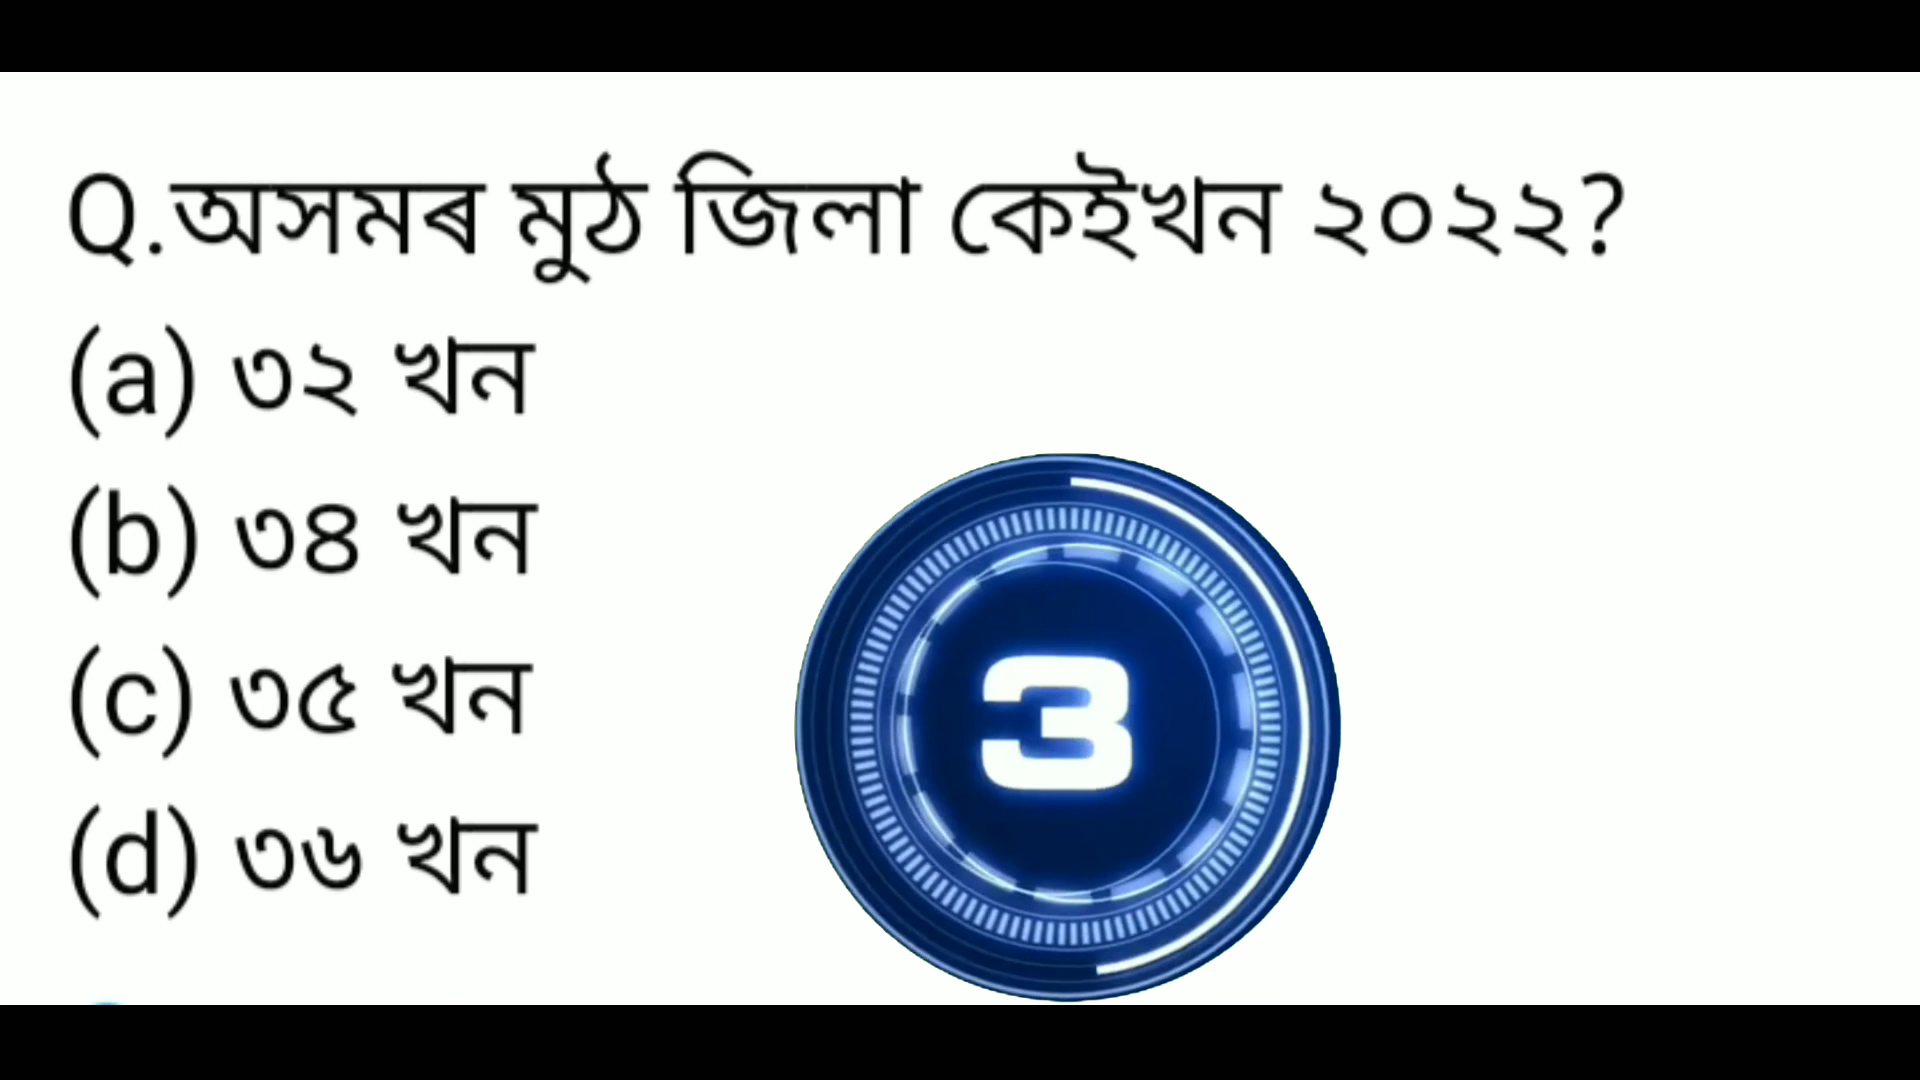 Q.অসমৰ মুঠ জিলা কেইখন ২০২২?
(a) ৩২ খন
(b) ৩৪ খন
(c) ৩৫ খন
(d) ৩৬ খন
3